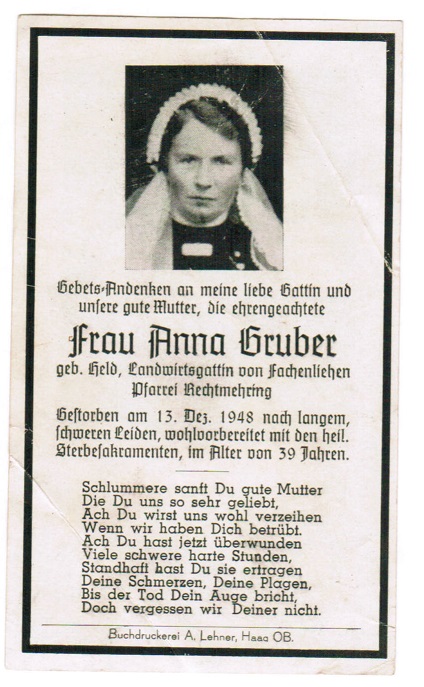 Gebets-Andenken an meine liebe Gattin und
unsere gute Mutter, die ehrengeachtete
Frau Anna Gruber
geb. Held, Landwirtsgattin von Fachenliehen
Pfarrei Rechtmehring
Gestorben am 13. Dez. 1948 nach langem,
schweren Leiden, wohlvorbereitet mit den heil.
Sterbesakramenten, im Alter von 39 Jahren.
Schlummere sanft Du gute Mutter
Die Du uns so sehr geliebt,
Ach Du wirst uns wohl verzeihen
Wenn wir haben Dich betrübt.
Ach Du hast jetzt überwunden
Viele schwere harte Stunden,
Standhaft hast Du sie ertragen
Deine Schmerzen, Deine Plagen,
Bis der Tod Dein Auge bricht,
Doch vergessen wir Deiner nicht.
Buchdruckerei A. Lehner, Haag OB.